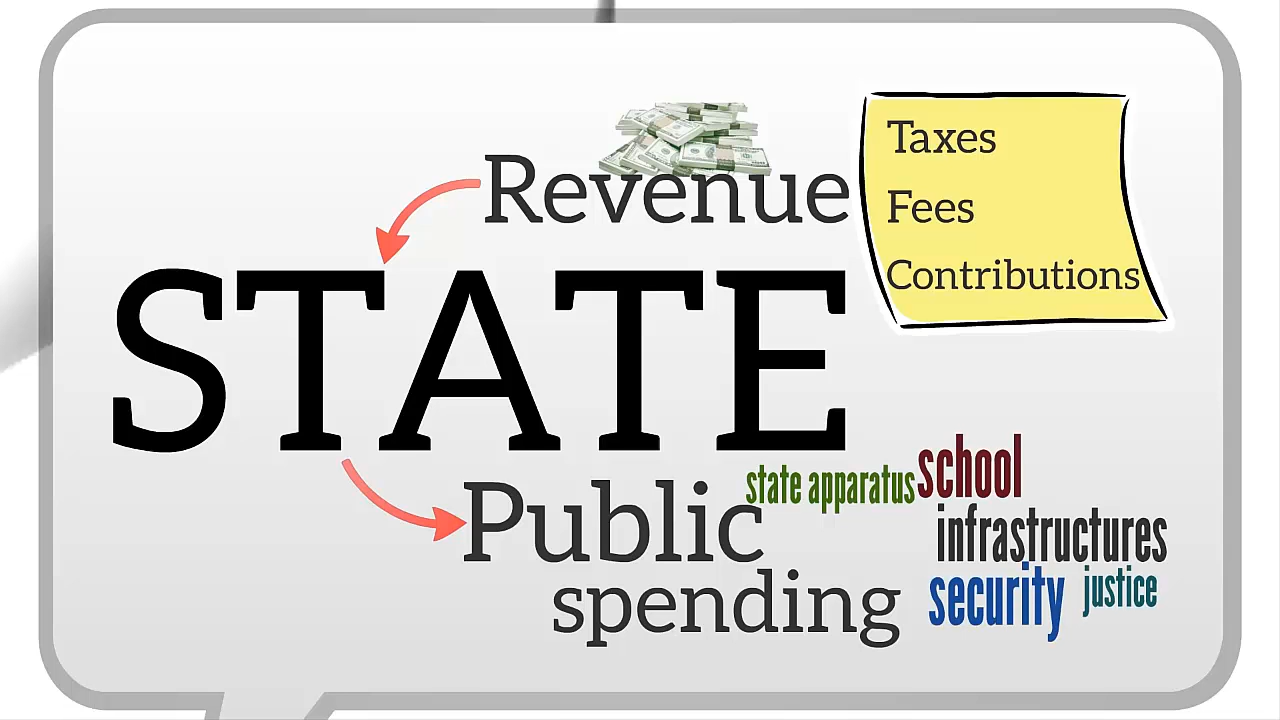 Revenue
Taxes
Fees
Contributions
STATE
Public
spending
state apparatus
school
infrastructures
security
justice